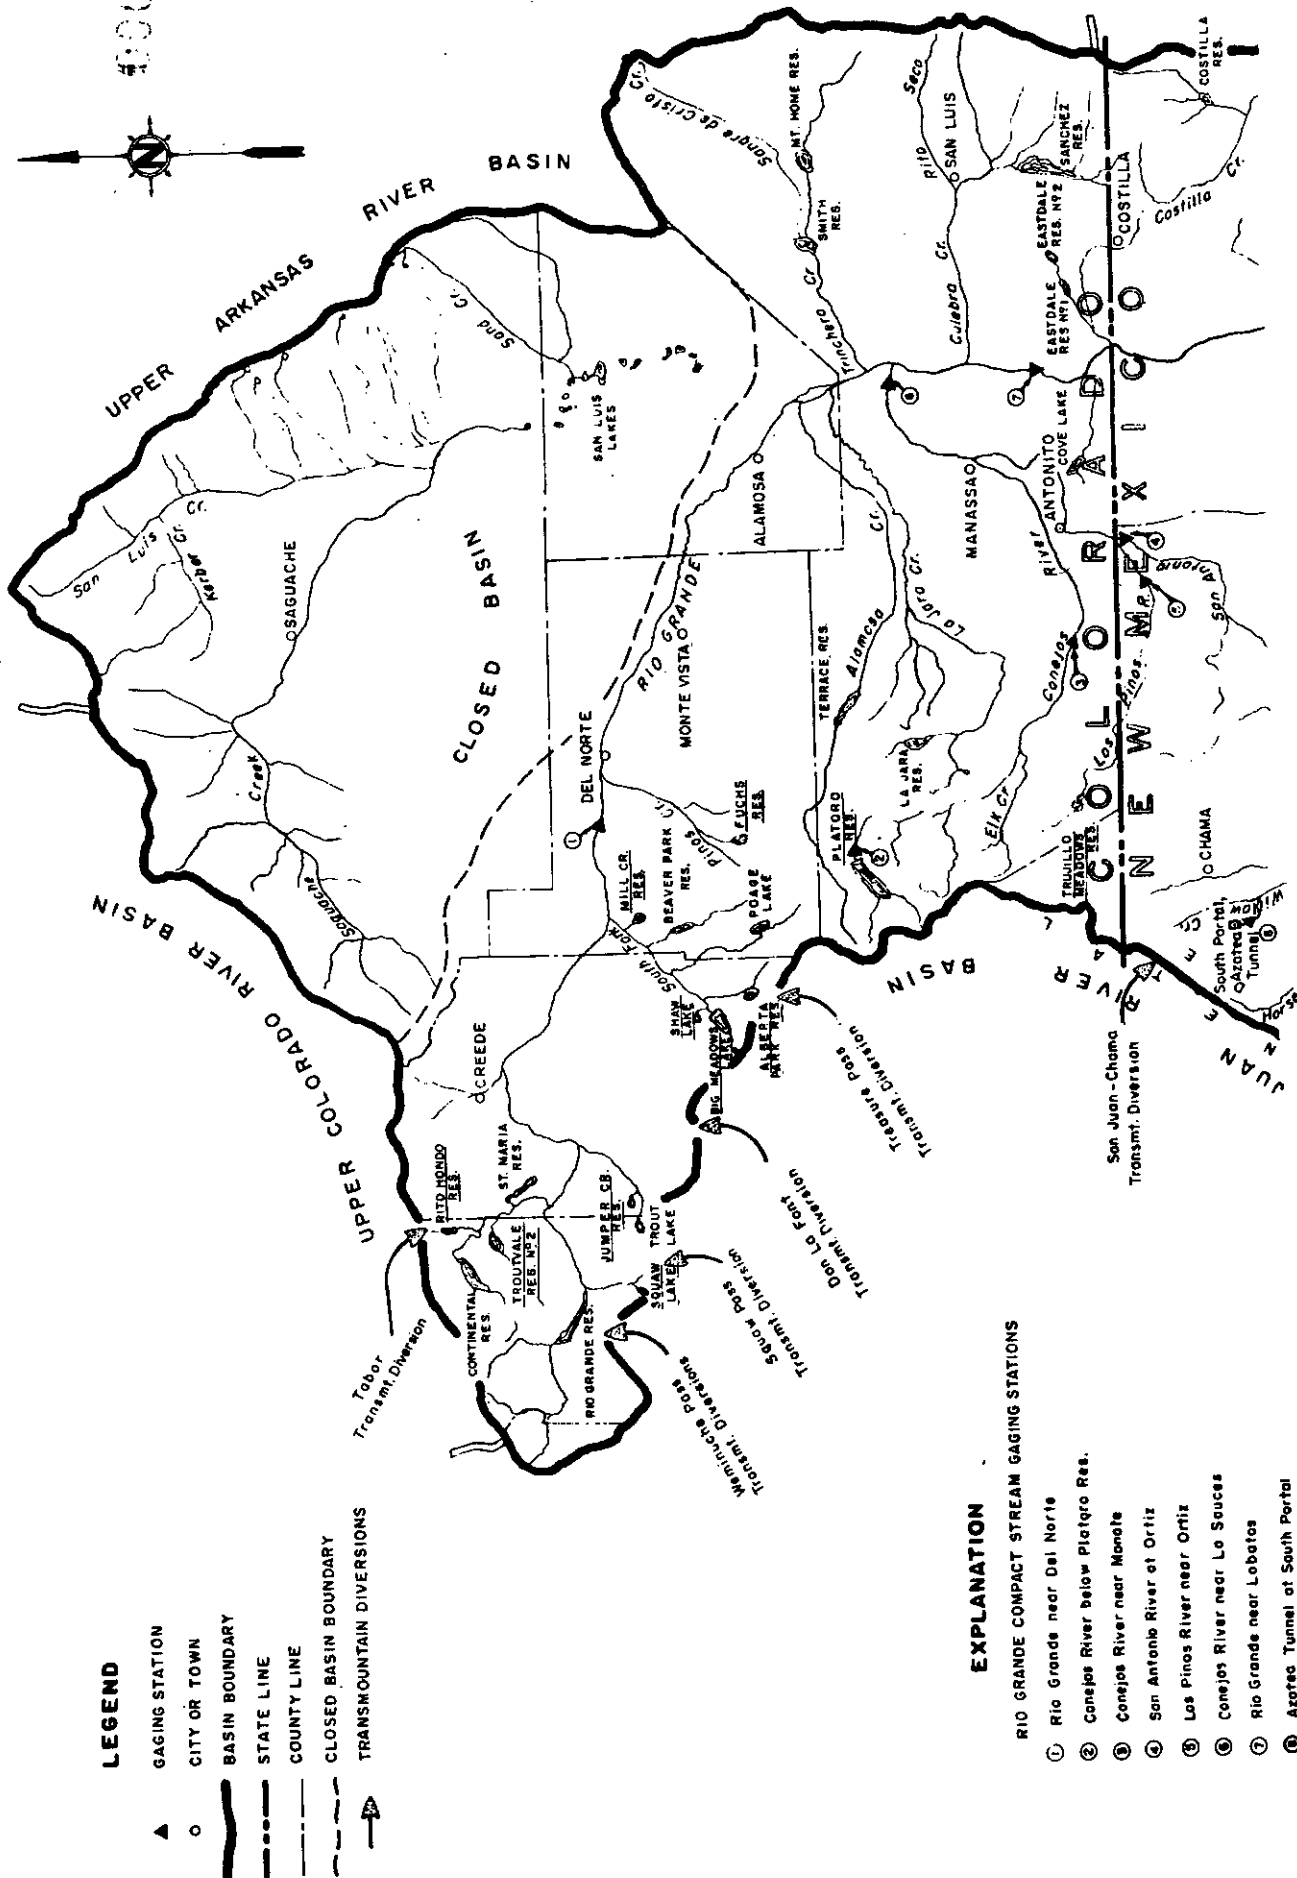 LEGEND
GAGING STATION
CITY OR TOWN
BASIN BOUNDARY
STATE LINE
COUNTY LINE
CLOSED BASIN BOUNDARY
TRANSMOUNTAIN DIVERSIONS
N
UPPER ARKANSAS RIVER BASIN
UPPER COLORADO RIVER BASIN
SAN LUIS LAKES
Sand Cr.
San Luis Cr.
Kerber Cr.
SAGUACHE
Saguache Creek
CLOSED BASIN
Tabor
Transmt. Diversion
RITO HONDO
RES.
CONTINENTAL
RES.
ST. MARIA
RES.
TROUTVALE
RES. Nº 2
CREEDE
JUMPER CR.
RES.
TROUT
LAKE
SQUAW
LAKE
RIO GRANDE RES.
Weminuche Pass
Transmt. Diversions
Squaw Pass
Transmt. Diversion
Don La Font
Transmt. Diversion
Treasure Pass
Transmt. Diversion
BIG MEADOWS
LAKE
SHAW
LAKE
ALBERTA
PARK RES.
South Fork
MILL CR.
RES.
BEAVER PARK
RES.
POAGE
LAKE
FUCHS
RES.
Pinos Cr.
①
DEL NORTE
MONTE VISTA
RIO GRANDE
ALAMOSA
Sangre de Cristo Cr.
MT. HOME RES.
SMITH
RES.
Trinchera Cr.
TERRACE RES.
Alamosa Cr.
La Jara Cr.
LA JARA
RES.
PLATORO
RES.
②
Conejos River
Elk Cr.
③
MANASSA
ANTONITO
COVE LAKE
⑥
⑦
Culebra Cr.
Rito Seco
SAN LUIS
SANCHEZ
RES.
EASTDALE
RES. Nº 2
EASTDALE
RES Nº 1
COSTILLA
Costilla Cr.
COSTILLA
RES.
COLORADO
NEW MEXICO
TRUJILLO
MEADOWS
RES.
Los Pinos R.
San Antonio
④
⑤
CHAMA
South Portal,
Azotea
Tunnel
⑧
San Juan-Chama
Transmt. Diversion
JUAN RIVER BASIN
EXPLANATION
RIO GRANDE COMPACT STREAM GAGING STATIONS
① Rio Grande near Del Norte
② Conejos River below Platoro Res.
③ Conejos River near Mogote
④ San Antonio River at Ortiz
⑤ Los Pinos River near Ortiz
⑥ Conejos River near La Sauces
⑦ Rio Grande near Lobatos
⑧ Azotea Tunnel at South Portal